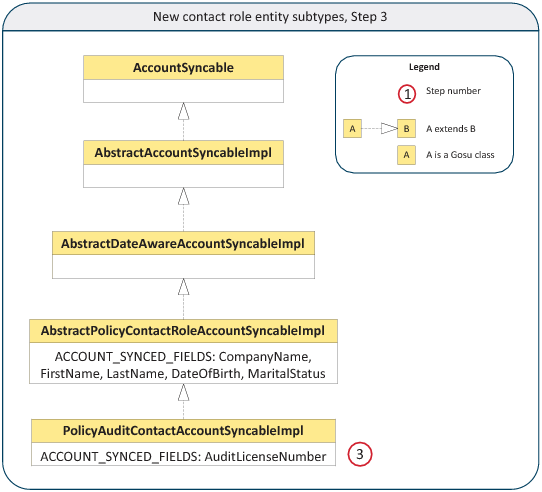 New contact role entity subtypes, Step 3
AccountSyncable
AbstractAccountSyncableImpl
AbstractDateAwareAccountSyncableImpl
AbstractPolicyContactRoleAccountSyncableImpl
ACCOUNT_SYNCED_FIELDS: CompanyName,
FirstName, LastName, DateOfBirth, MaritalStatus
PolicyAuditContactAccountSyncableImpl
ACCOUNT_SYNCED_FIELDS: AuditLicenseNumber
3
Legend
1 Step number
A B A extends B
A A is a Gosu class